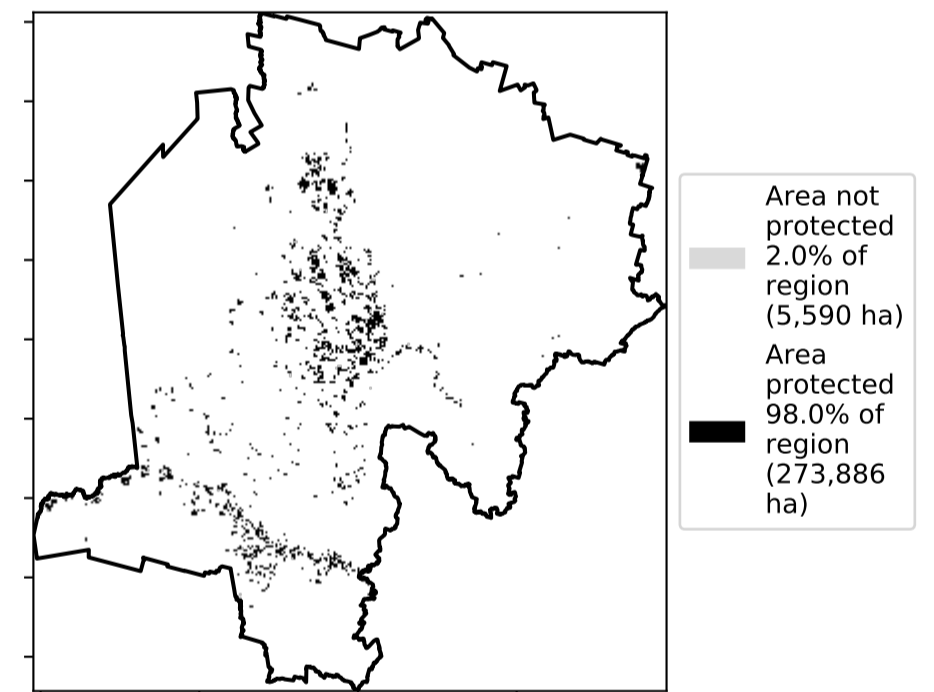 Area not
protected
2.0% of
region
(5,590 ha)
Area
protected
98.0% of
region
(273,886
ha)